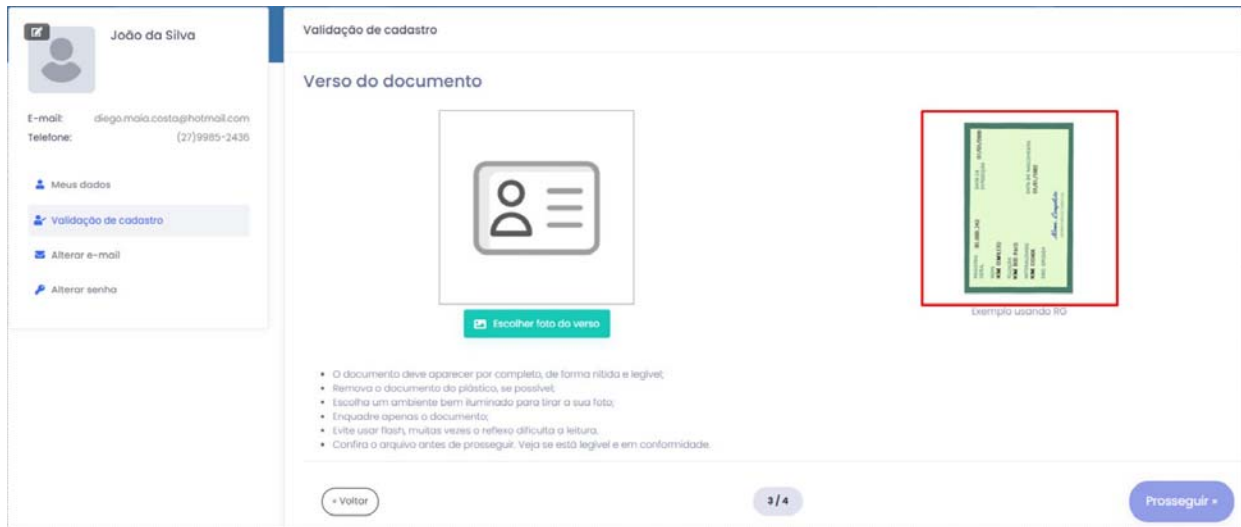 João da Silva
E-mail: diego.maia.costa@hotmail.com
Telefone: (27)9985-2436
Meus dados
Validação de cadastro
Alterar e-mail
Alterar senha
Validação de cadastro
Verso do documento
Escolher foto do verso
Exemplo usando RG
• O documento deve aparecer por completo, de forma nítida e legível;
• Remova o documento do plástico, se possível;
• Escolha um ambiente bem iluminado para tirar a sua foto;
• Enquadre apenas o documento;
• Evite usar flash, muitas vezes o reflexo dificulta a leitura.
• Confira o arquivo antes de prosseguir. Veja se está legível e em conformidade.
« Voltar
3 / 4
Prosseguir »